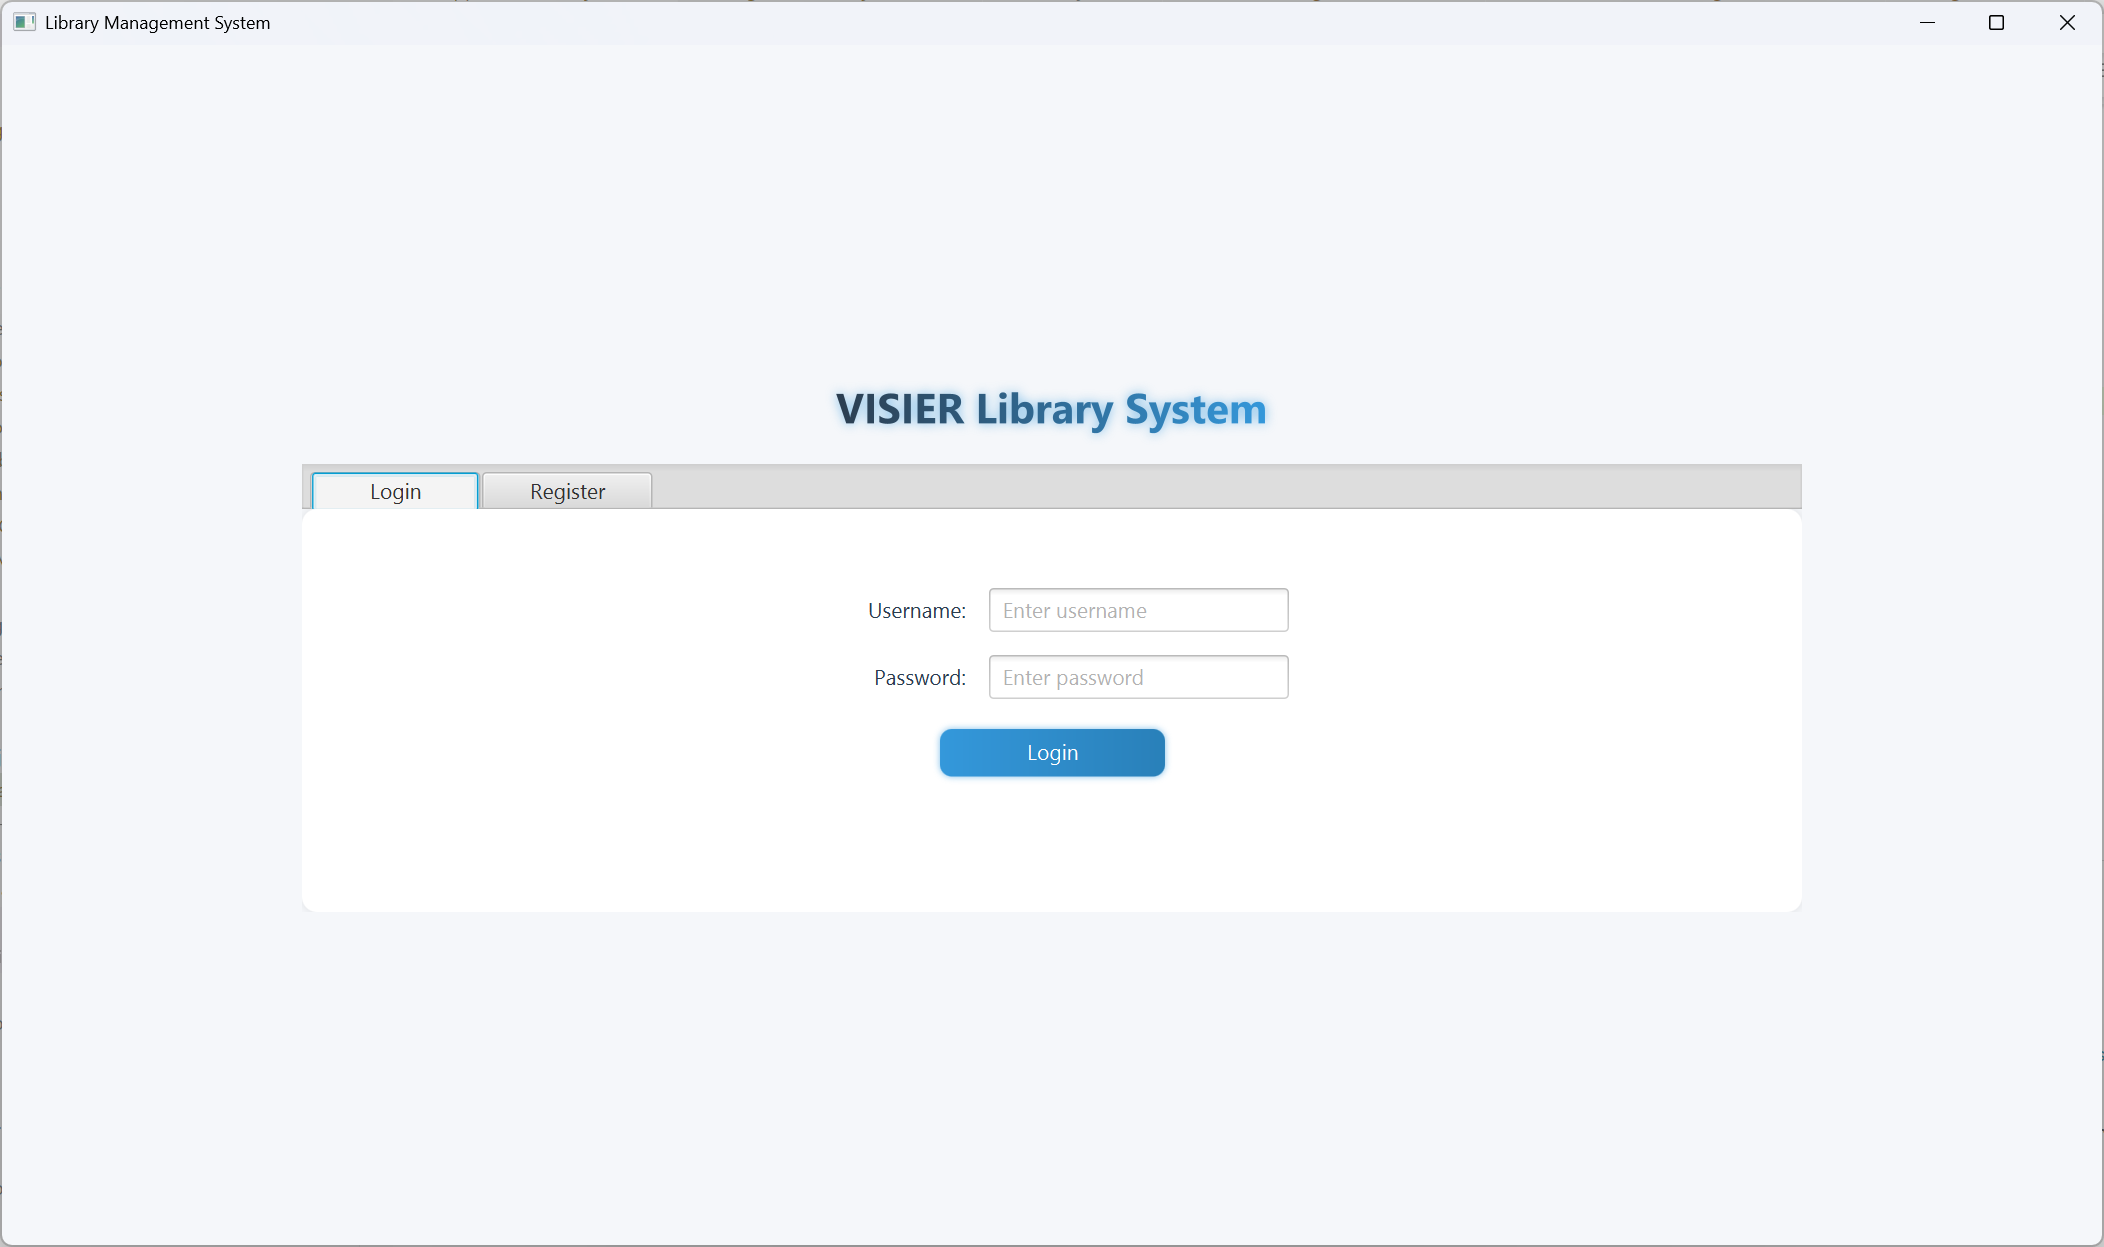 Library Management System
VISIER Library System
Login
Register
Username:
Enter username
Password:
Enter password
Login